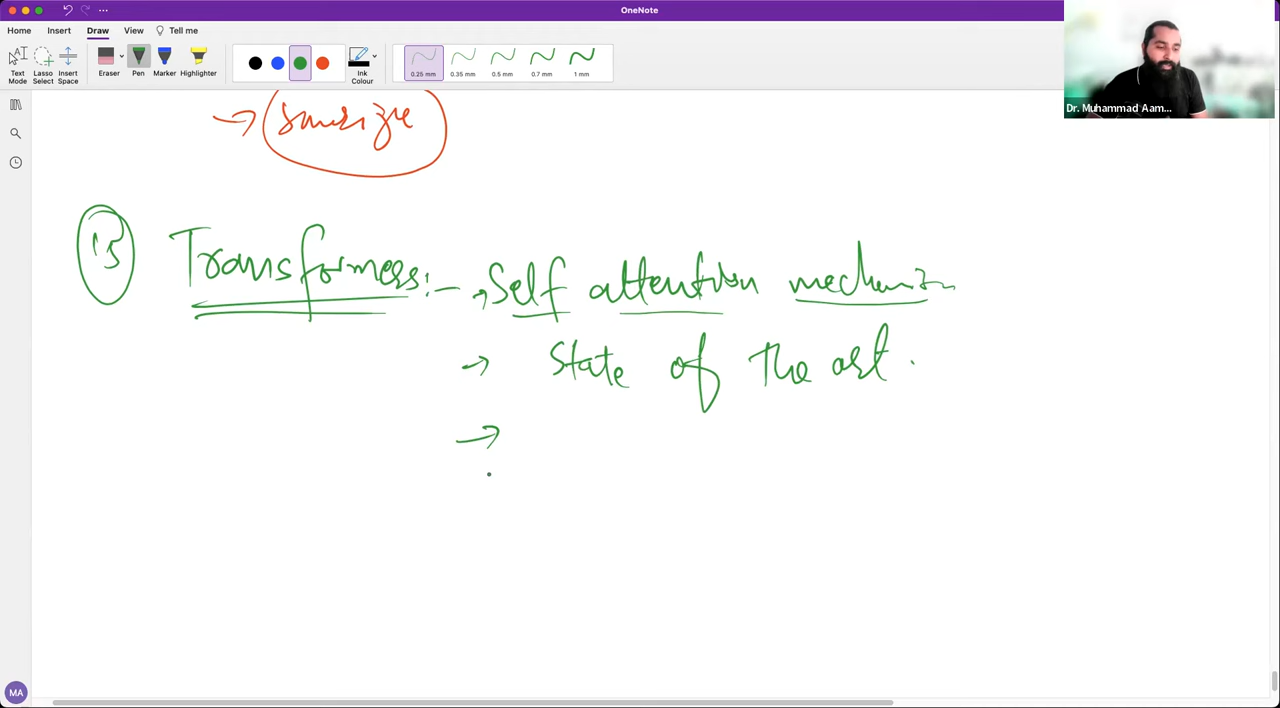 OneNote
Home Insert Draw View Tell me
Text Mode Lasso Select Insert Space Eraser Pen Marker Highlighter 0.25 mm 0.35 mm 0.5 mm 0.7 mm 1 mm Ink Colour
Dr. Muhammad Aam...
→
15 Transformers:- → Self attention mechanism
→ State of the art.
→
MA